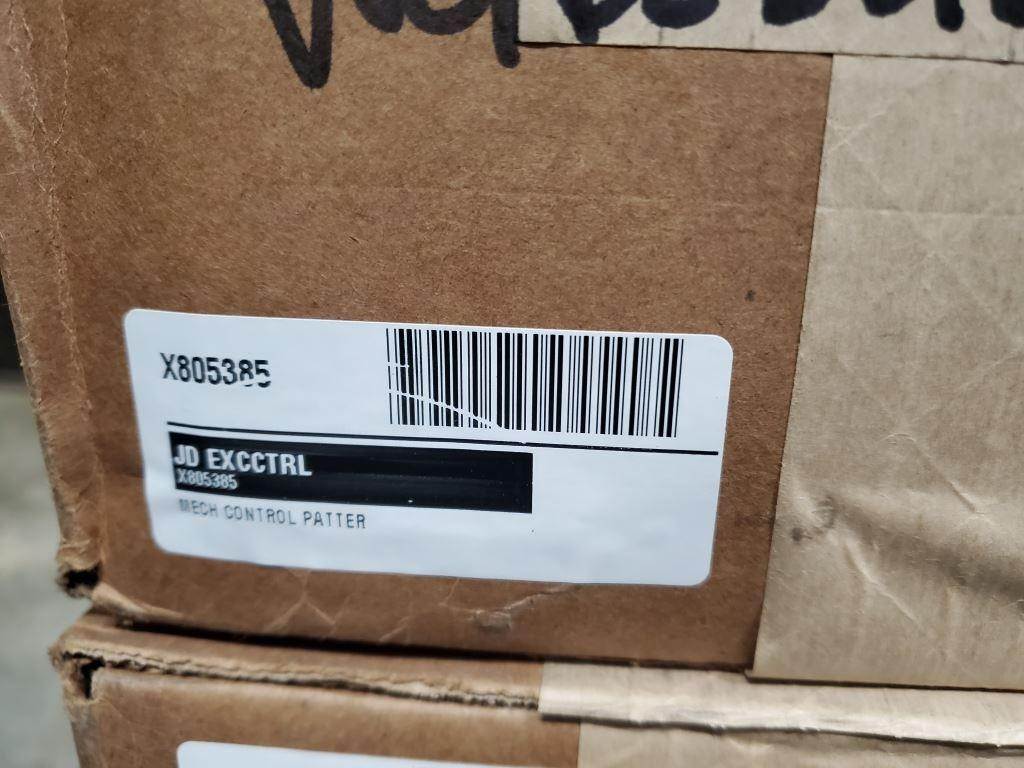 X805385
JD EXCCTRL
X805385
MECH CONTROL PATTER